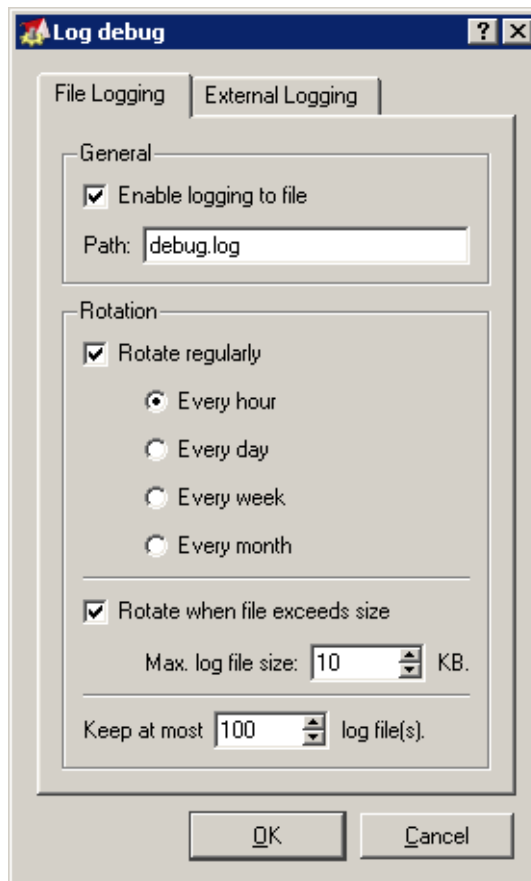 Log debug
File Logging External Logging
General
Enable logging to file
Path: debug.log
Rotation
Rotate regularly
Every hour
Every day
Every week
Every month
Rotate when file exceeds size
Max. log file size: 10 KB.
Keep at most 100 log file(s).
OK Cancel